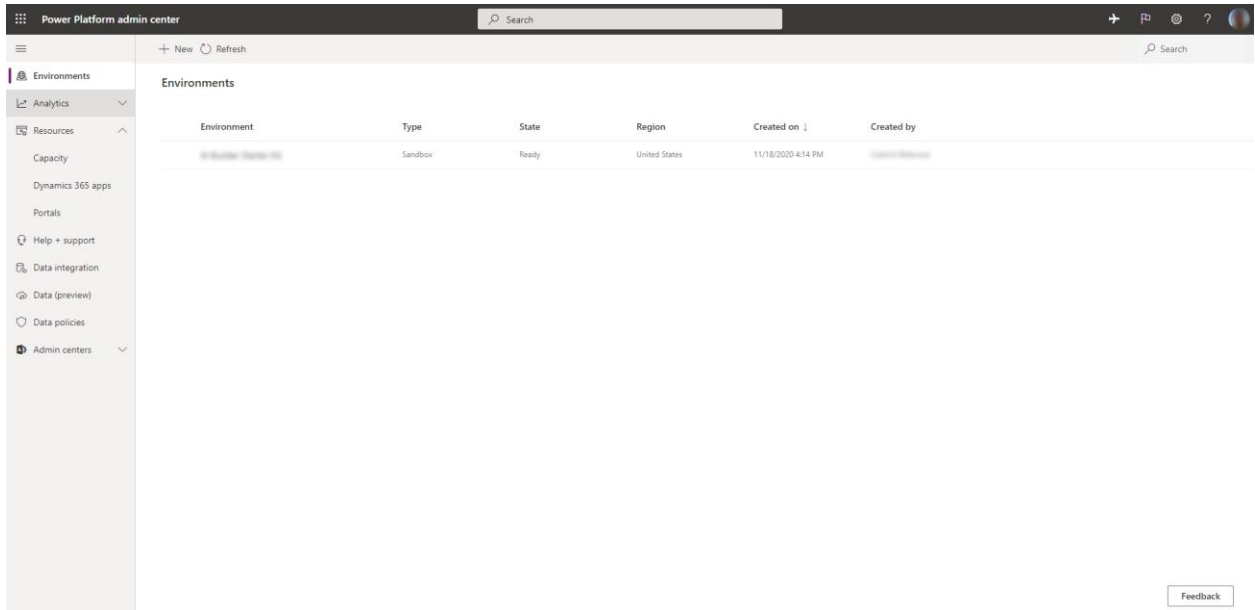 Power Platform admin center
Search
?
New Refresh
Search
Environments
Environments
Analytics
Environment Type State Region Created on ↓ Created by
Resources
Sandbox Ready United States 11/18/2020 4:14 PM
Capacity
Dynamics 365 apps
Portals
Help + support
Data integration
Data (preview)
Data policies
Admin centers
Feedback